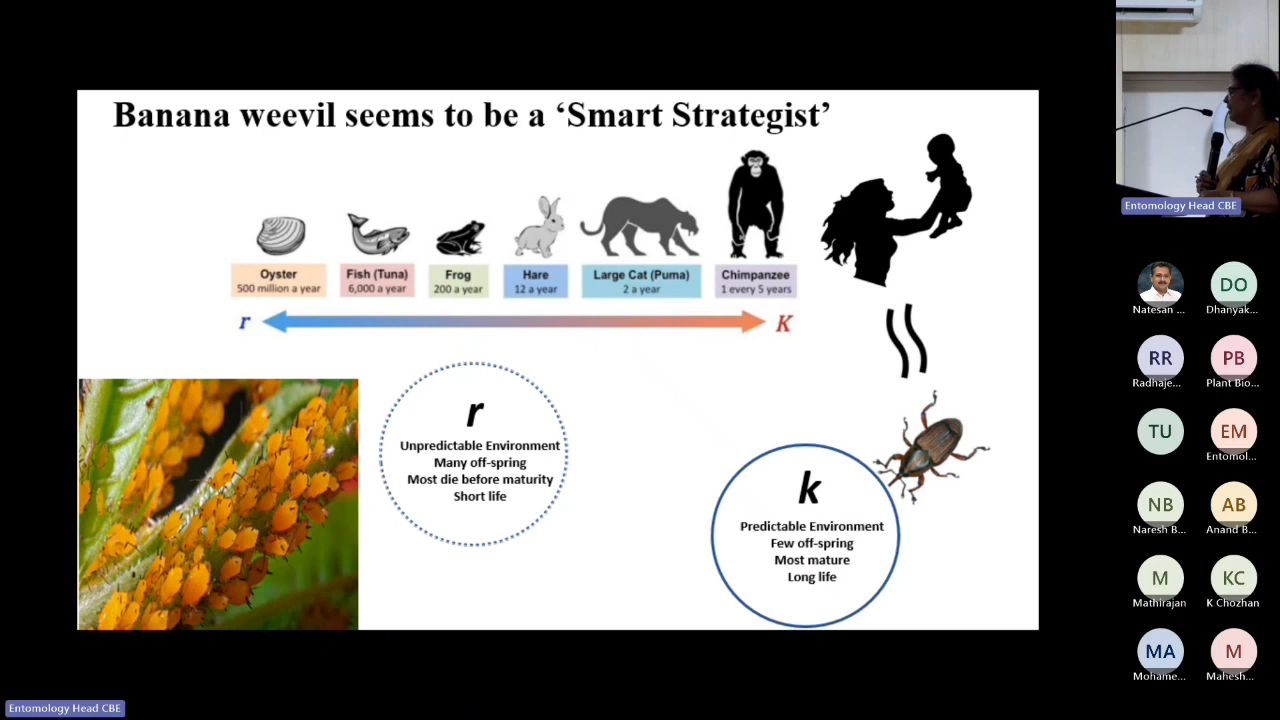 Banana weevil seems to be a ‘Smart Strategist’
Oyster
500 million a year
Fish (Tuna)
6,000 a year
Frog
200 a year
Hare
12 a year
Large Cat (Puma)
2 a year
Chimpanzee
1 every 5 years
r
K
r
Unpredictable Environment
Many off-spring
Most die before maturity
Short life
k
Predictable Environment
Few off-spring
Most mature
Long life
Entomology Head CBE
Natesan ...
DO
Dhanyak...
RR
Radhaje...
PB
Plant Bio...
TU
EM
Entomol...
NB
Naresh B...
AB
Anand B...
M
Mathirajan
KC
K Chozhan
MA
Mohame...
M
Mahesh...
Entomology Head CBE